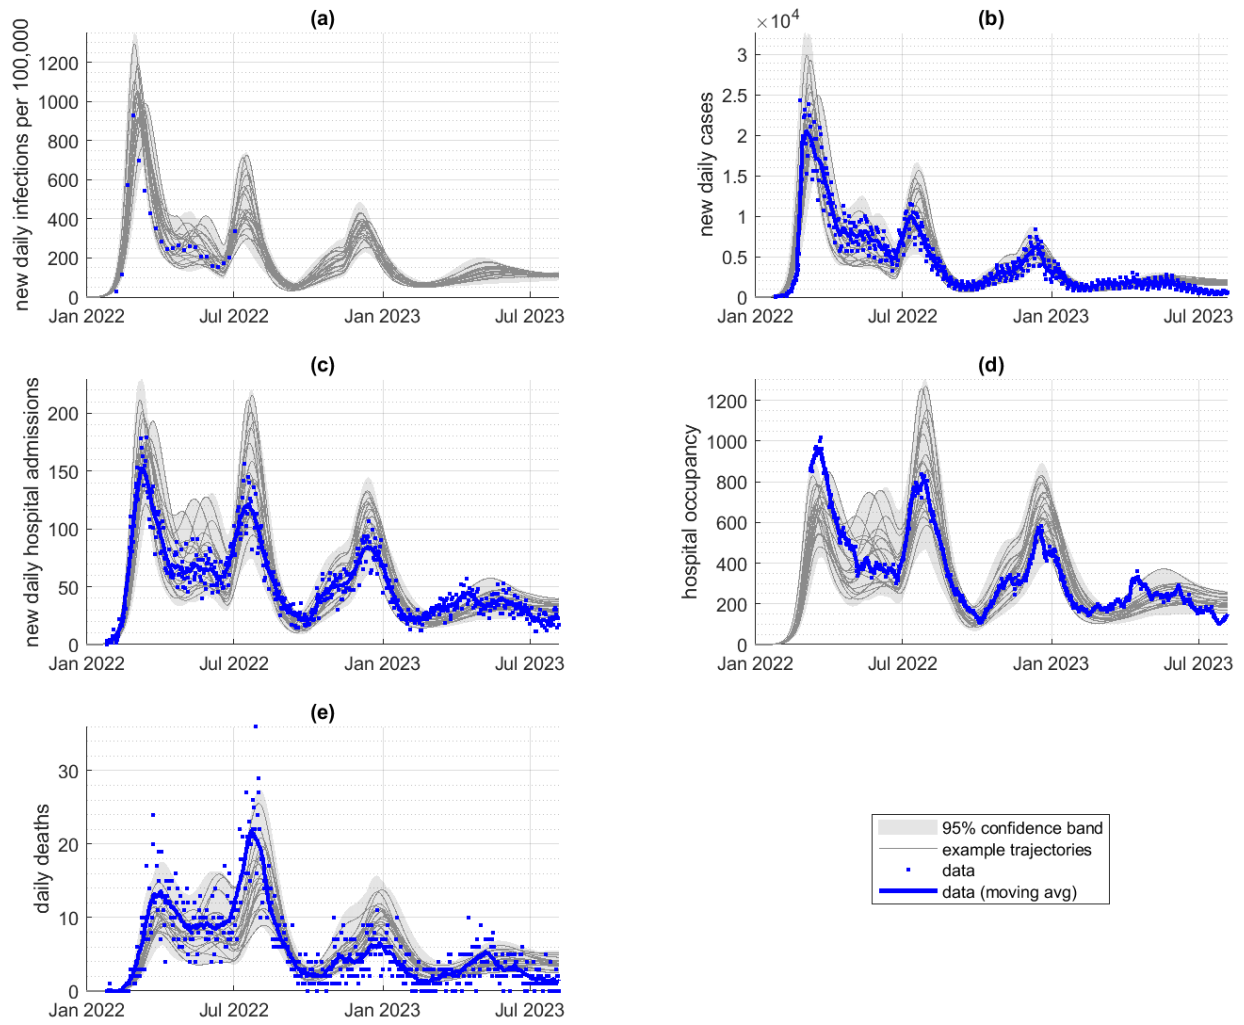 (a)
new daily infections per 100,000
1200
1000
800
600
400
200
0
Jan 2022 Jul 2022 Jan 2023 Jul 2023
(b)
×10⁴
new daily cases
3
2.5
2
1.5
1
0.5
0
Jan 2022 Jul 2022 Jan 2023 Jul 2023
(c)
new daily hospital admissions
200
150
100
50
0
Jan 2022 Jul 2022 Jan 2023 Jul 2023
(d)
hospital occupancy
1200
1000
800
600
400
200
0
Jan 2022 Jul 2022 Jan 2023 Jul 2023
(e)
daily deaths
30
20
10
0
Jan 2022 Jul 2022 Jan 2023 Jul 2023
95% confidence band
example trajectories
data
data (moving avg)